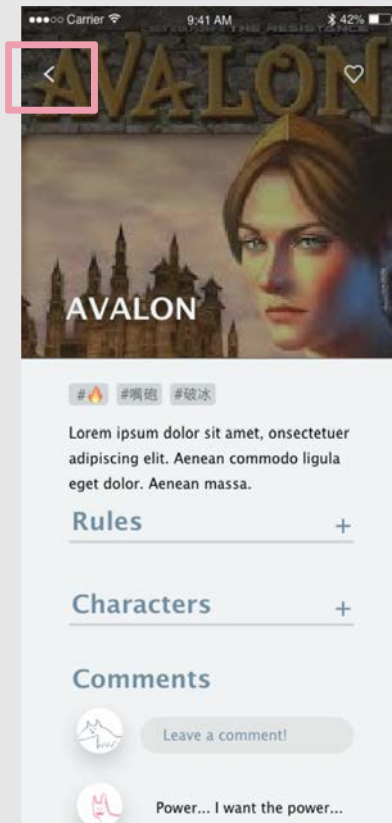 Carrier 9:41 AM 42%
THE RESISTANCE
AVALON
AVALON
#🔥 #嘴砲 #破冰
Lorem ipsum dolor sit amet, onsectetuer
adipiscing elit. Aenean commodo ligula
eget dolor. Aenean massa.
Rules +
Characters +
Comments
Leave a comment!
Power... I want the power...